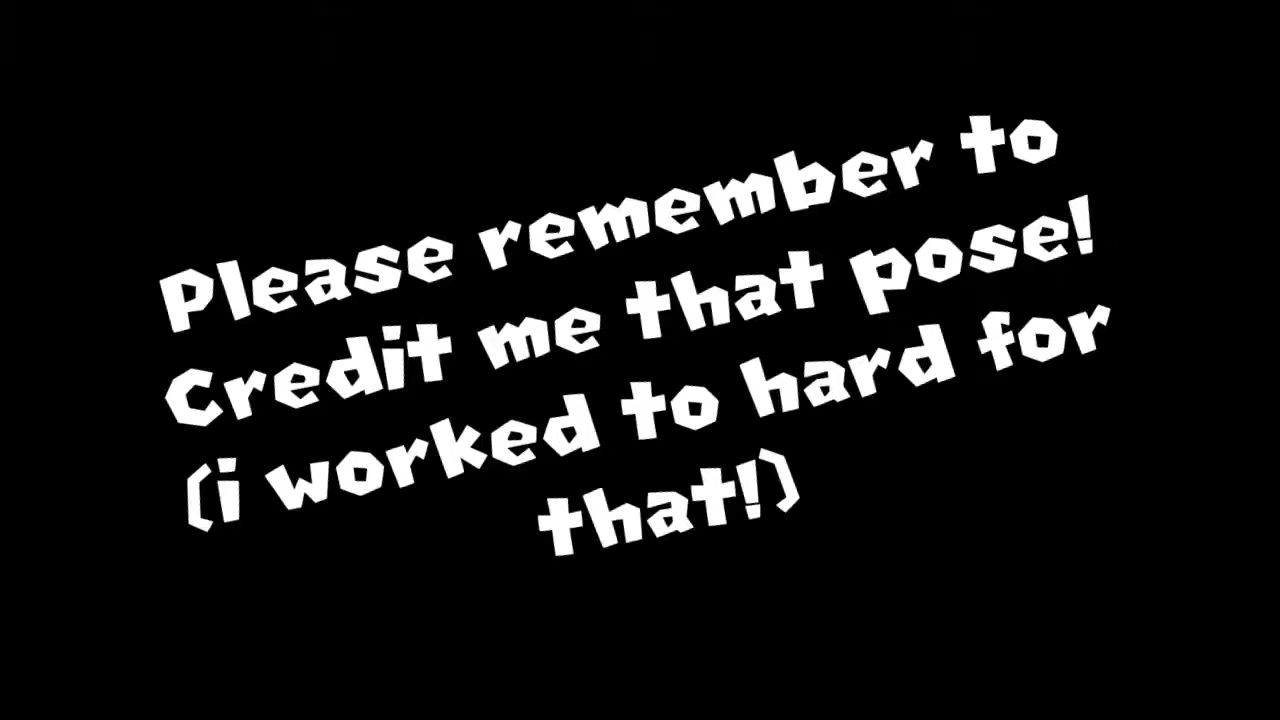 Please remember to
Credit me that pose!
(i worked to hard for
that!)